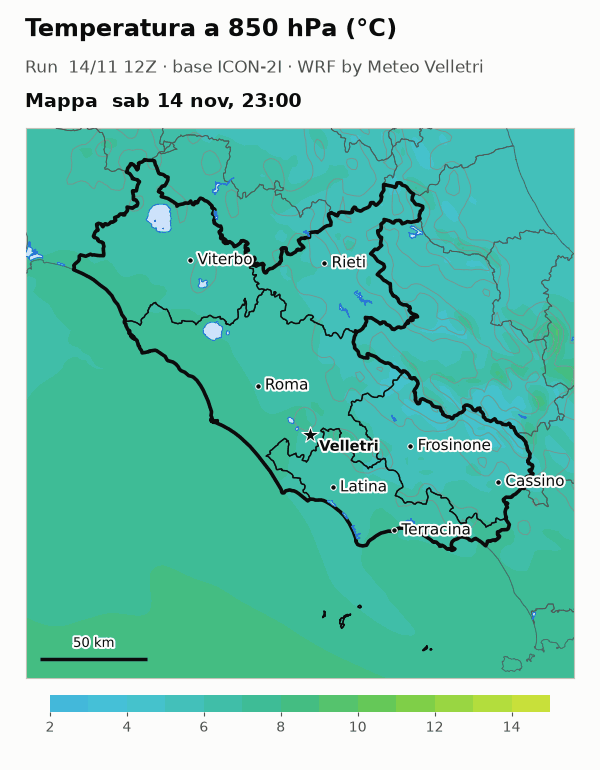 Temperatura a 850 hPa (°C)
Run  14/11 12Z · base ICON-2I · WRF by Meteo Velletri
Mappa  sab 14 nov, 23:00
Viterbo
Rieti
Roma
Velletri
Frosinone
Latina
Cassino
Terracina
50 km
2 4 6 8 10 12 14